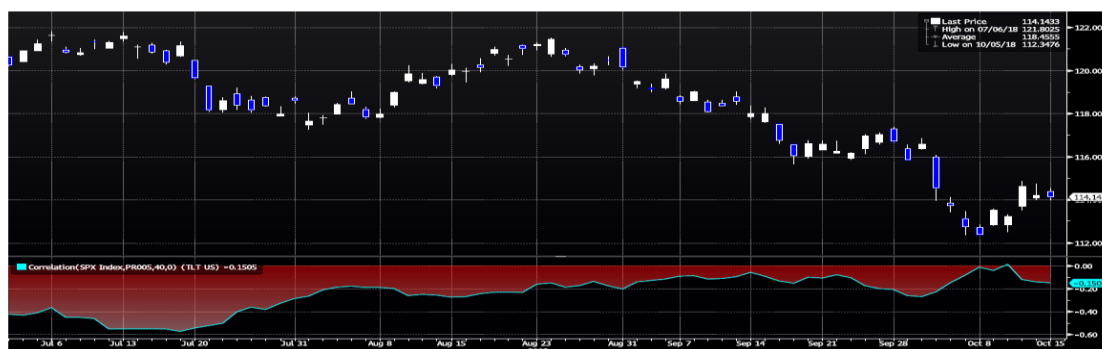 Last Price 114.1433
High on 07/06/18 121.8025
Average 118.4555
Low on 10/05/18 112.3476
122.00
120.00
118.00
116.00
114.14
114.00
112.00
Correlation(SPX Index,PR005,40,0) (TLT US) -0.1505
0.00
-0.150
-0.20
-0.40
-0.60
Jul 6 Jul 13 Jul 20 Jul 31 Aug 8 Aug 15 Aug 23 Aug 31 Sep 7 Sep 14 Sep 21 Sep 28 Oct 8 Oct 15